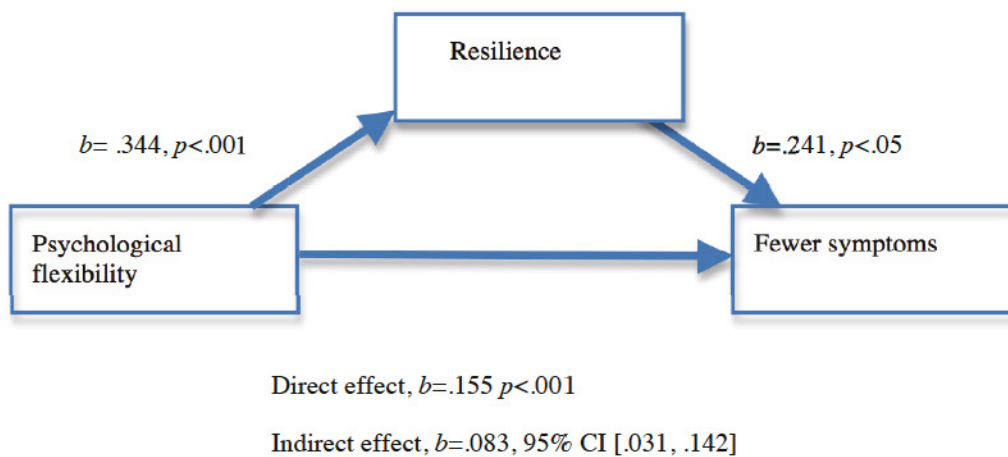 Resilience
b= .344, p<.001
b=.241, p<.05
Psychological
flexibility
Fewer symptoms
Direct effect, b=.155 p<.001
Indirect effect, b=.083, 95% CI [.031, .142]